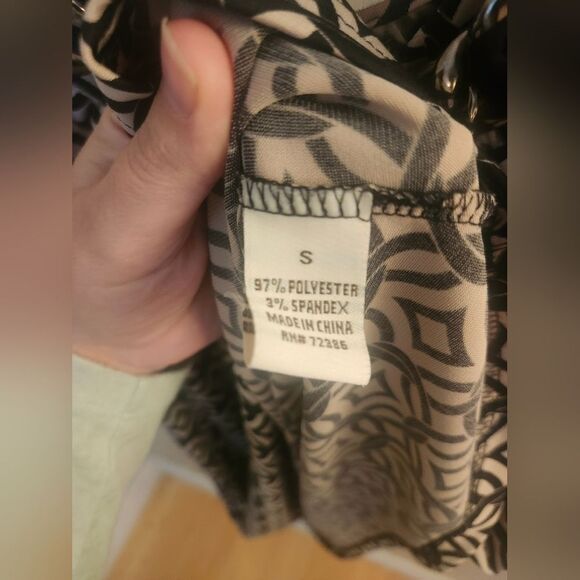 S
97% POLYESTER
3% SPANDEX
MADE IN CHINA
RN# 72386